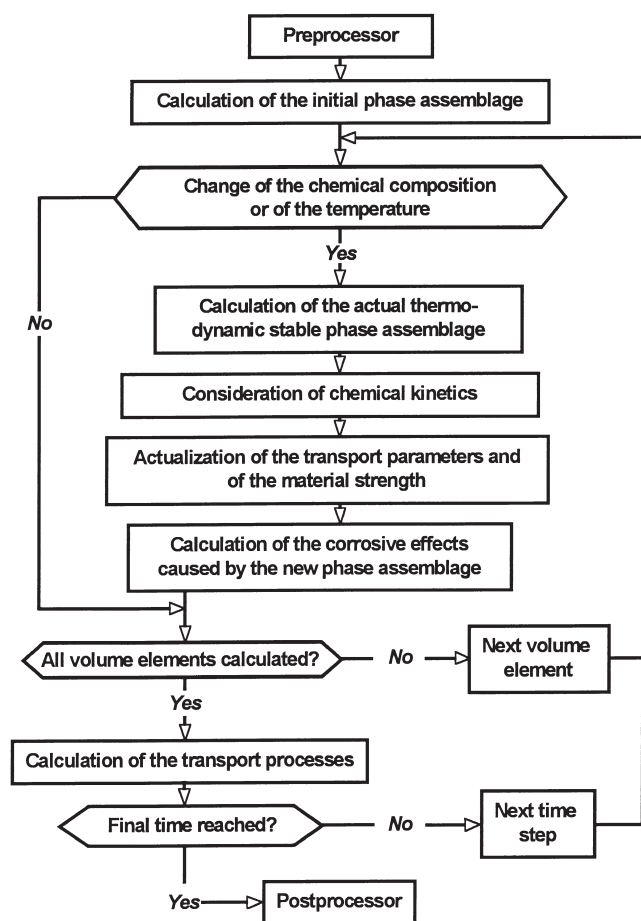 Preprocessor
Calculation of the initial phase assemblage
Change of the chemical composition
or of the temperature
Yes
No
Calculation of the actual thermo-
dynamic stable phase assemblage
Consideration of chemical kinetics
Actualization of the transport parameters and
of the material strength
Calculation of the corrosive effects
caused by the new phase assemblage
All volume elements calculated?
No
Next volume
element
Yes
Calculation of the transport processes
Final time reached?
No
Next time
step
Yes
Postprocessor